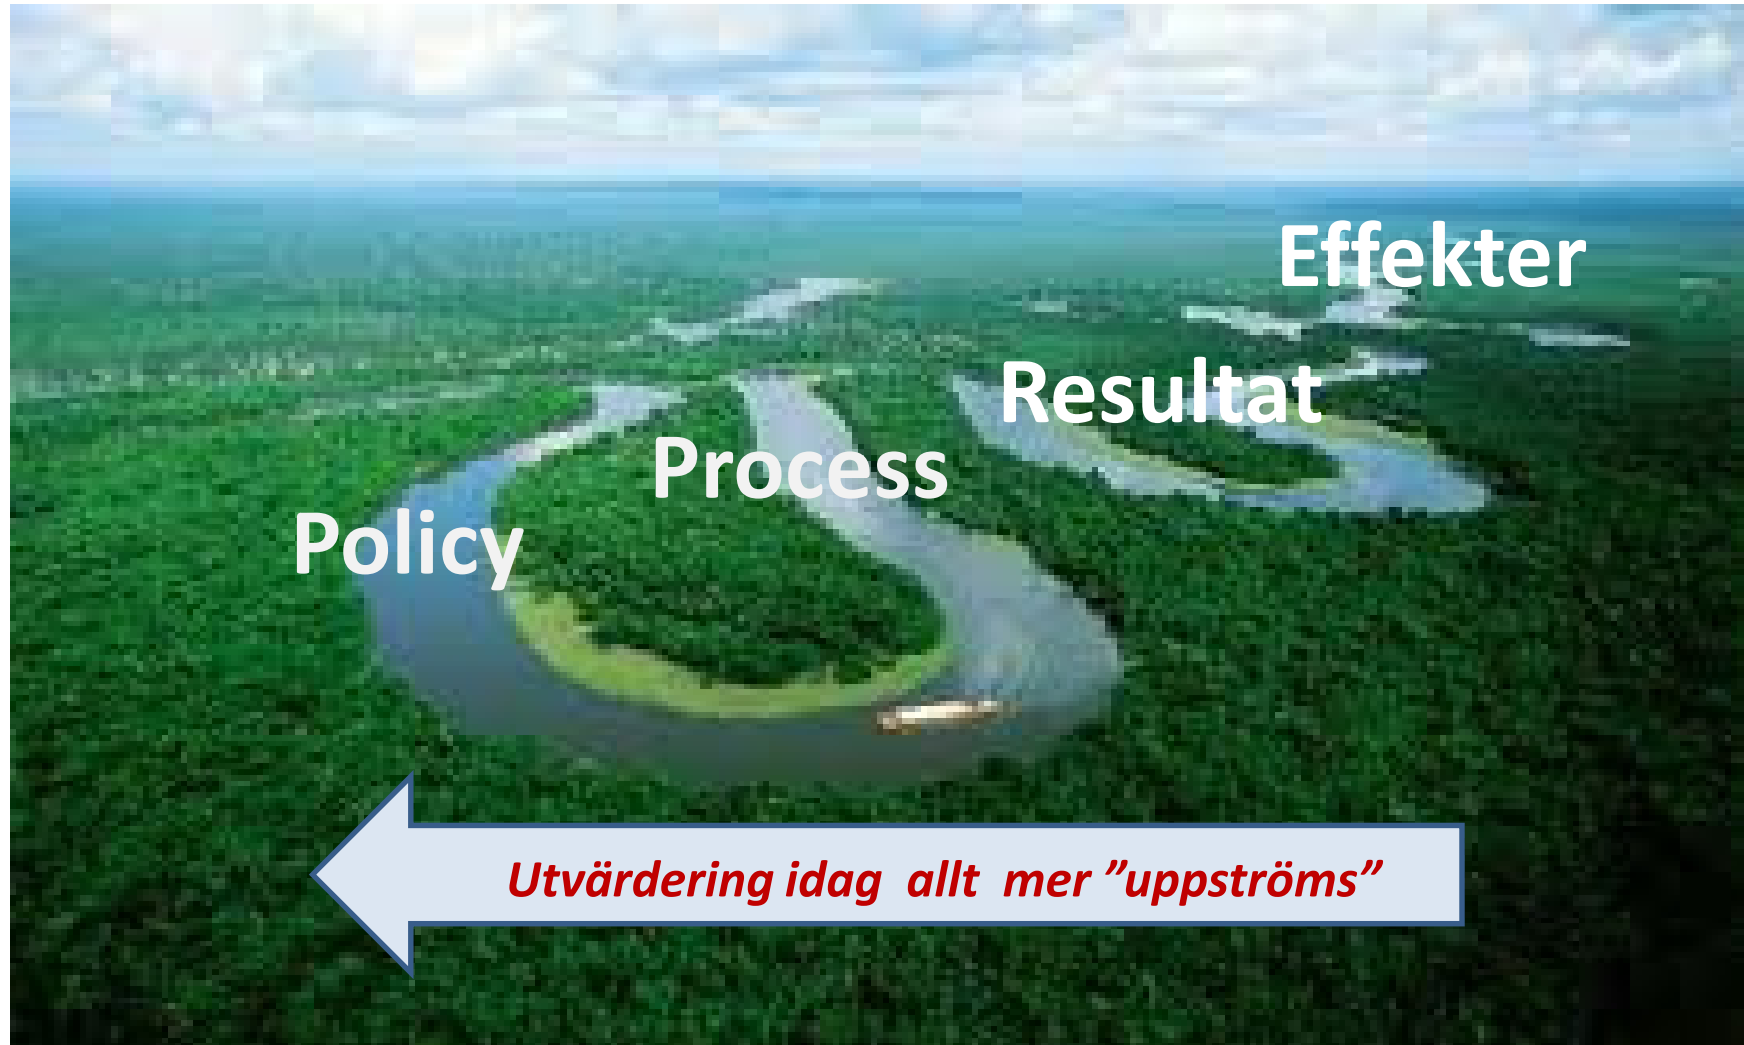 Effekter
Resultat
Process
Policy
Utvärdering idag allt mer ”uppströms”